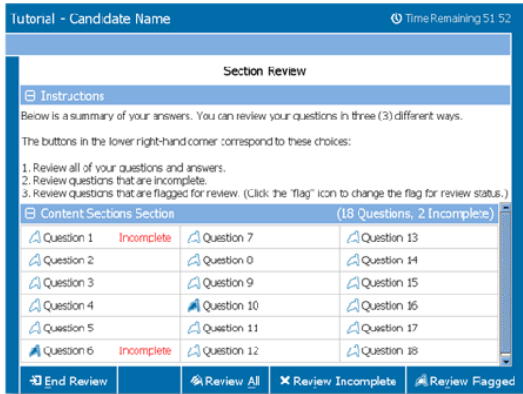 Tutorial - Candidate Name
Time Remaining 51 52
Section Review
Instructions
Below is a summary of your answers. You can review your questions in three (3) different ways.
The buttons in the lower right-hand corner correspond to these choices:
1. Review all of your questions and answers.
2. Review questions that are incomplete.
3. Review questions that are flagged for review. (Click the "flag" icon to change the flag for review status.)
Content Sections Section (18 Questions, 2 Incomplete)
Question 1 Incomplete Question 7 Question 13
Question 2 Question 8 Question 14
Question 3 Question 9 Question 15
Question 4 Question 10 Question 16
Question 5 Question 11 Question 17
Question 6 Incomplete Question 12 Question 18
End Review Review All Review Incomplete Review Flagged